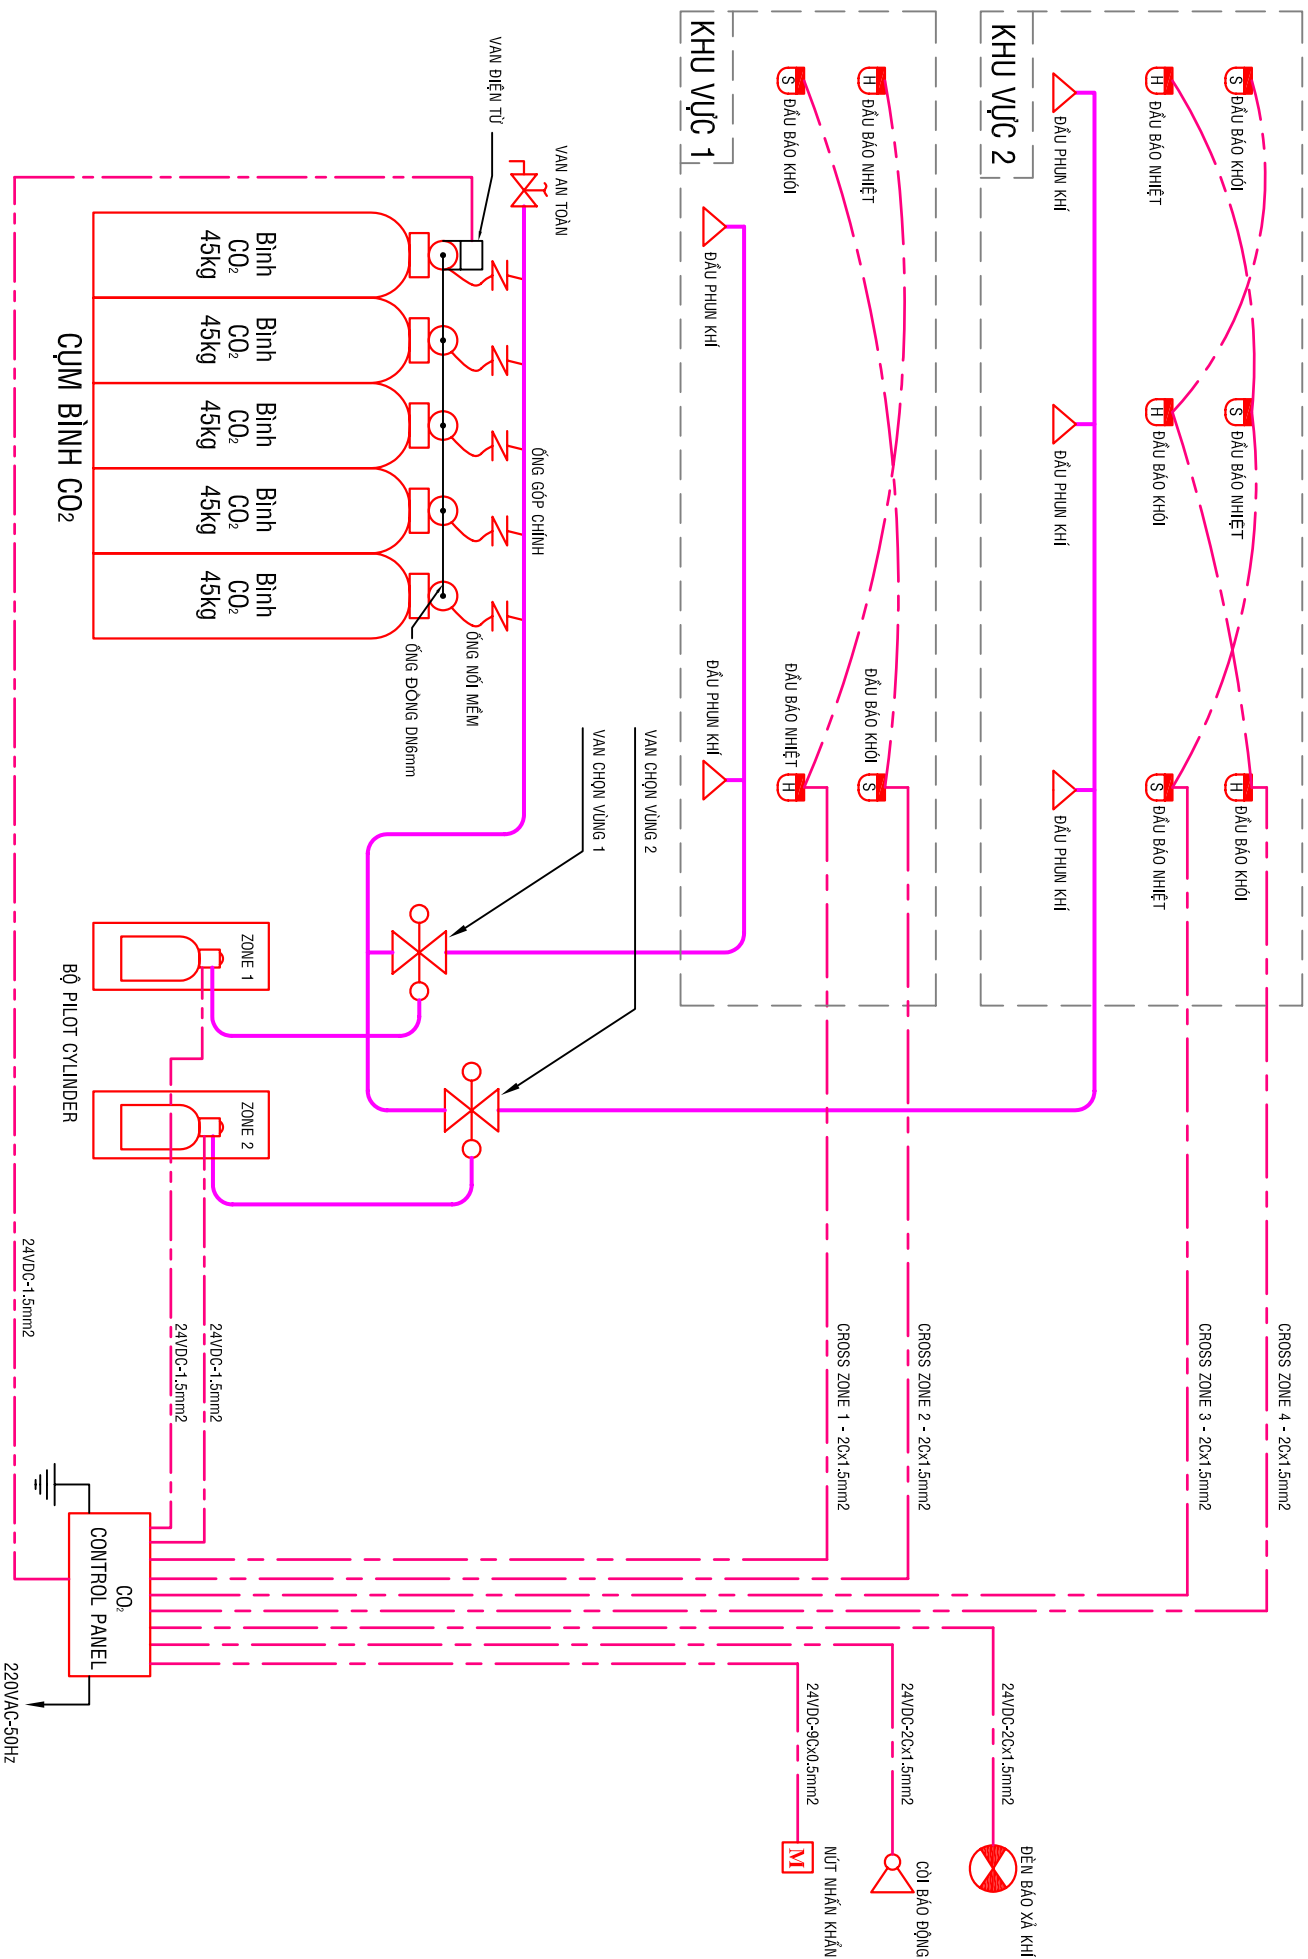 KHU VỰC 2
S
ĐẦU BÁO KHÓI
H
ĐẦU BÁO NHIỆT
ĐẦU PHUN KHÍ
S
ĐẦU BÁO NHIỆT
H
ĐẦU BÁO KHÓI
ĐẦU PHUN KHÍ
H
ĐẦU BÁO KHÓI
S
ĐẦU BÁO NHIỆT
ĐẦU PHUN KHÍ
CROSS ZONE 4 - 2Cx1.5mm2
CROSS ZONE 3 - 2Cx1.5mm2
KHU VỰC 1
H
ĐẦU BÁO NHIỆT
S
ĐẦU BÁO KHÓI
ĐẦU PHUN KHÍ
ĐẦU BÁO KHÓI
S
ĐẦU BÁO NHIỆT
H
ĐẦU PHUN KHÍ
CROSS ZONE 2 - 2Cx1.5mm2
CROSS ZONE 1 - 2Cx1.5mm2
ĐÈN BÁO XẢ KHÍ
24VDC-2Cx1.5mm2
CÒI BÁO ĐỘNG
24VDC-2Cx1.5mm2
NÚT NHẤN KHẨN
M
24VDC-9Cx0.5mm2
VAN CHỌN VÙNG 2
VAN CHỌN VÙNG 1
VAN AN TOÀN
VAN ĐIỆN TỪ
ỐNG GÓP CHÍNH
ỐNG NỐI MỀM
ỐNG ĐỒNG DN6mm
Bình
CO₂
45kg
Bình
CO₂
45kg
Bình
CO₂
45kg
Bình
CO₂
45kg
Bình
CO₂
45kg
CỤM BÌNH CO₂
ZONE 1
ZONE 2
BỘ PILOT CYLINDER
24VDC-1.5mm2
24VDC-1.5mm2
24VDC-1.5mm2
CO₂
CONTROL PANEL
220VAC-50Hz